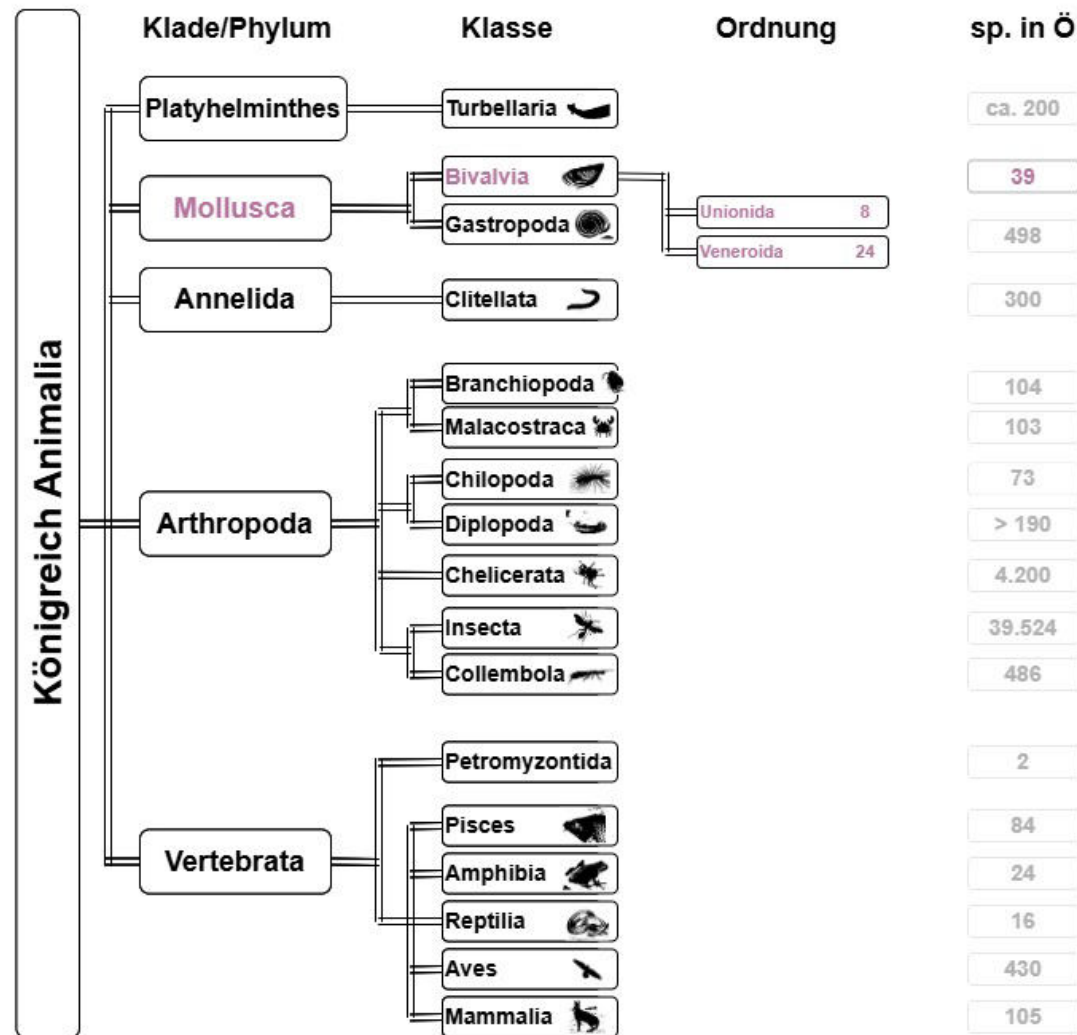 Klade/Phylum Klasse Ordnung sp. in Ö
Königreich Animalia
Platyhelminthes Turbellaria ca. 200
Mollusca Bivalvia 39
Unionida 8
Gastropoda 498
Veneroida 24
Annelida Clitellata 300
Branchiopoda 104
Malacostraca 103
Chilopoda 73
Arthropoda Diplopoda > 190
Chelicerata 4.200
Insecta 39.524
Collembola 486
Petromyzontida 2
Pisces 84
Vertebrata Amphibia 24
Reptilia 16
Aves 430
Mammalia 105